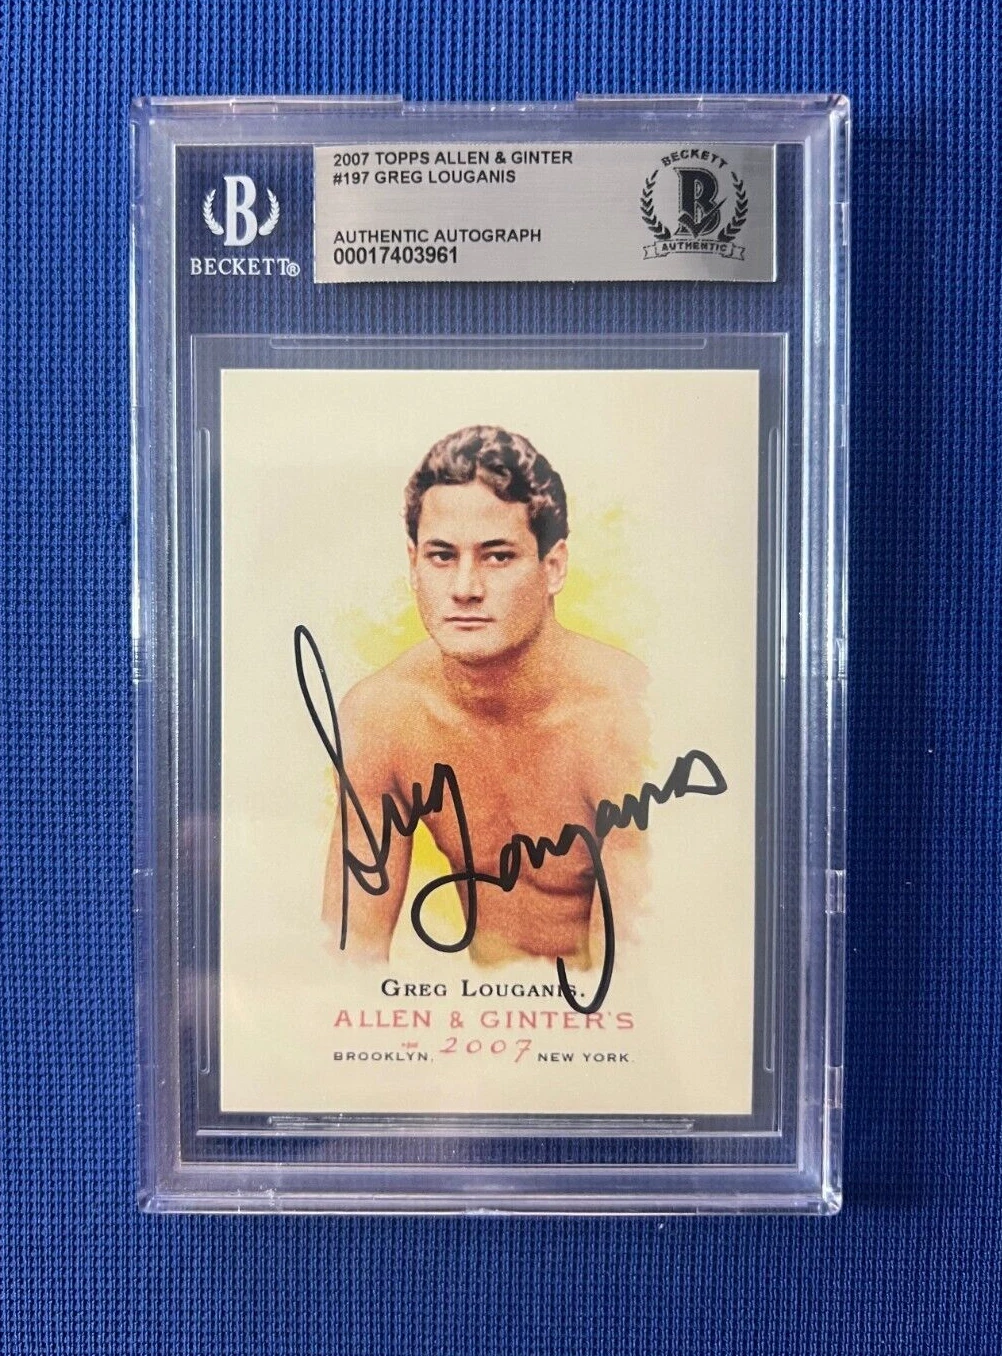 2007 TOPPS ALLEN & GINTER
#197 GREG LOUGANIS
AUTHENTIC AUTOGRAPH
00017403961
B
BECKETT®
BECKETT
B
AUTHENTIC
Greg Louganis
GREG LOUGANIS.
ALLEN & GINTER'S
BROOKLYN, 2007 NEW YORK.